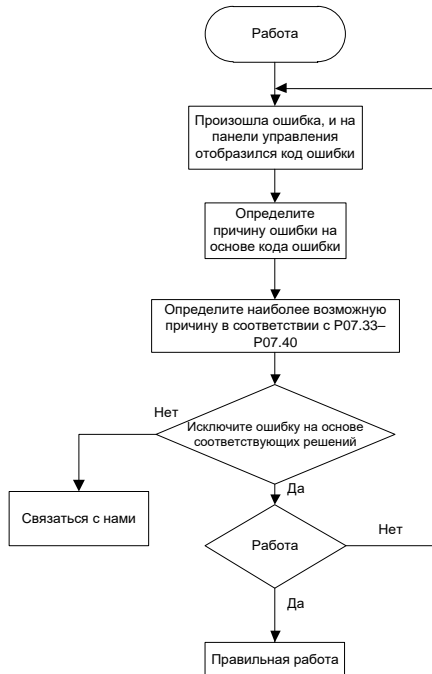 Работа
Произошла ошибка, и на
панели управления
отобразился код ошибки
Определите
причину ошибки на
основе кода ошибки
Определите наиболее возможную
причину в соответствии с P07.33–
P07.40
Нет
Исключите ошибку на основе
соответствующих решений
Да
Связаться с нами
Работа
Нет
Да
Правильная работа